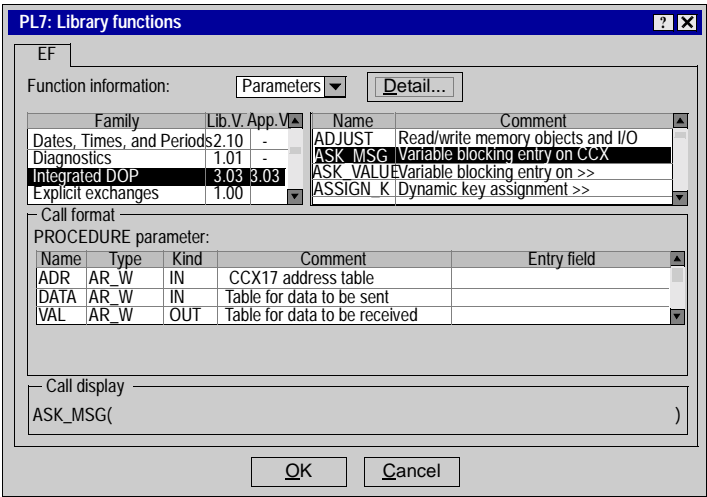 PL7: Library functions ? X
EF
Function information: Parameters Detail...
Family Lib.V. App.V
Dates, Times, and Periods 2.10 -
Diagnostics 1.01 -
Integrated DOP 3.03 3.03
Explicit exchanges 1.00
Name Comment
ADJUST Read/write memory objects and I/O
ASK_MSG Variable blocking entry on CCX
ASK_VALUE Variable blocking entry on >>
ASSIGN_K Dynamic key assignment >>
Call format
PROCEDURE parameter:
Name Type Kind Comment Entry field
ADR AR_W IN CCX17 address table
DATA AR_W IN Table for data to be sent
VAL AR_W OUT Table for data to be received
Call display
ASK_MSG( )
OK Cancel